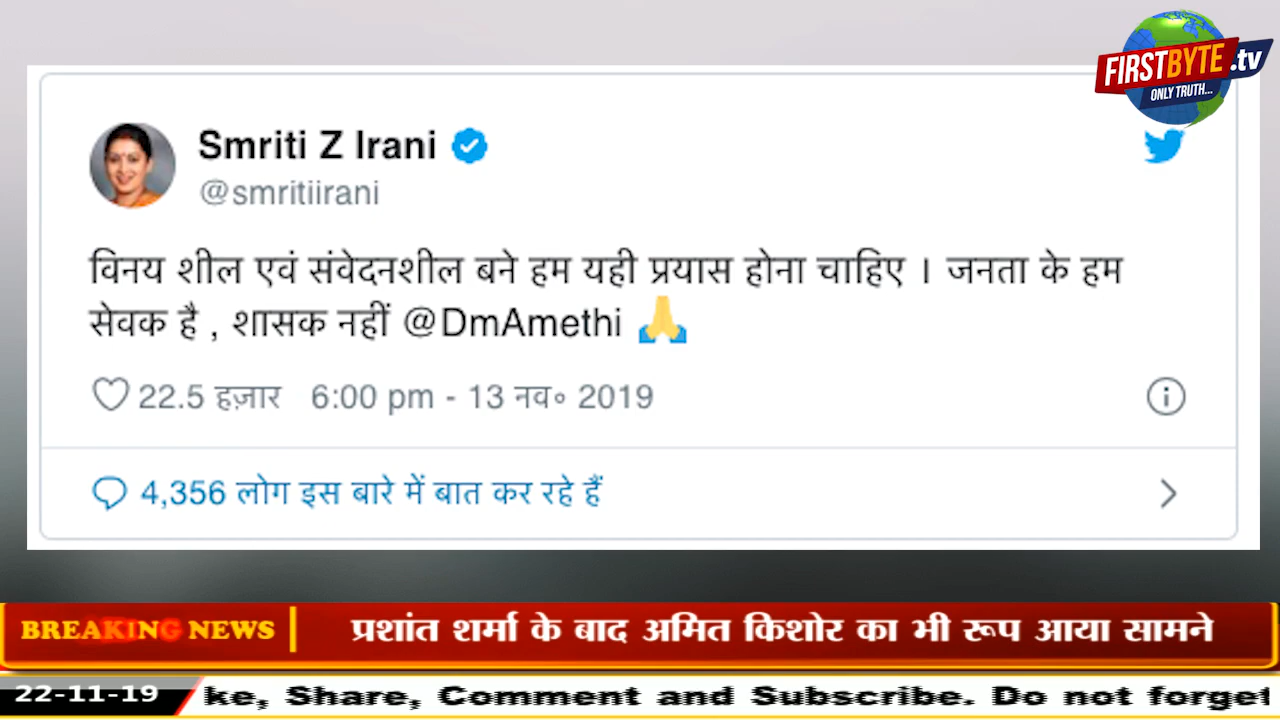 FIRSTBYTE.tv
ONLY TRUTH...
Smriti Z Irani
@smritiirani
विनय शील एवं संवेदनशील बने हम यही प्रयास होना चाहिए । जनता के हम
सेवक है , शासक नहीं @DmAmethi 🙏
22.5 हज़ार 6:00 pm - 13 नव॰ 2019
4,356 लोग इस बारे में बात कर रहे हैं
BREAKING NEWS
प्रशांत शर्मा के बाद अमित किशोर का भी रूप आया सामने
22-11-19
ke, Share, Comment and Subscribe. Do not forget